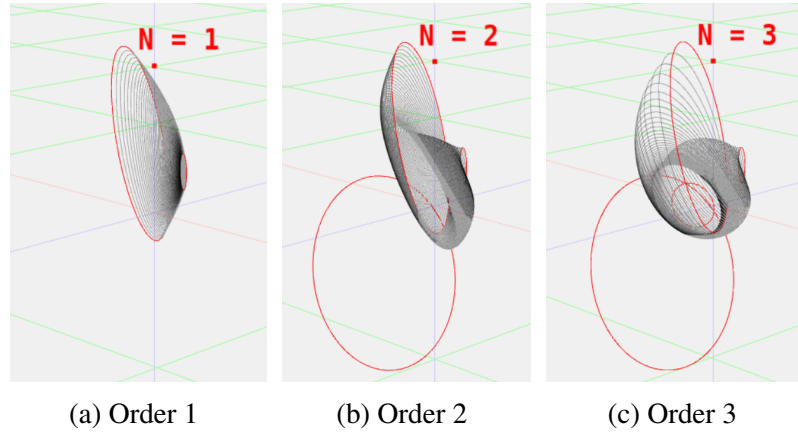 N = 1
N = 2
N = 3
(a) Order 1
(b) Order 2
(c) Order 3